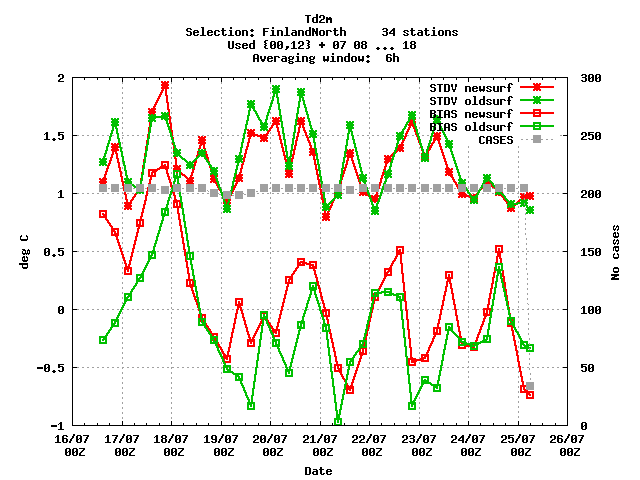 Td2m
Selection: FinlandNorth     34 stations
Used {00,12} + 07 08 ... 18
Averaging window:  6h
STDV newsurf
STDV oldsurf
BIAS newsurf
BIAS oldsurf
CASES
2
1.5
1
0.5
0
-0.5
-1
deg C
300
250
200
150
100
50
0
No cases
16/07 17/07 18/07 19/07 20/07 21/07 22/07 23/07 24/07 25/07 26/07
00Z 00Z 00Z 00Z 00Z 00Z 00Z 00Z 00Z 00Z 00Z
Date